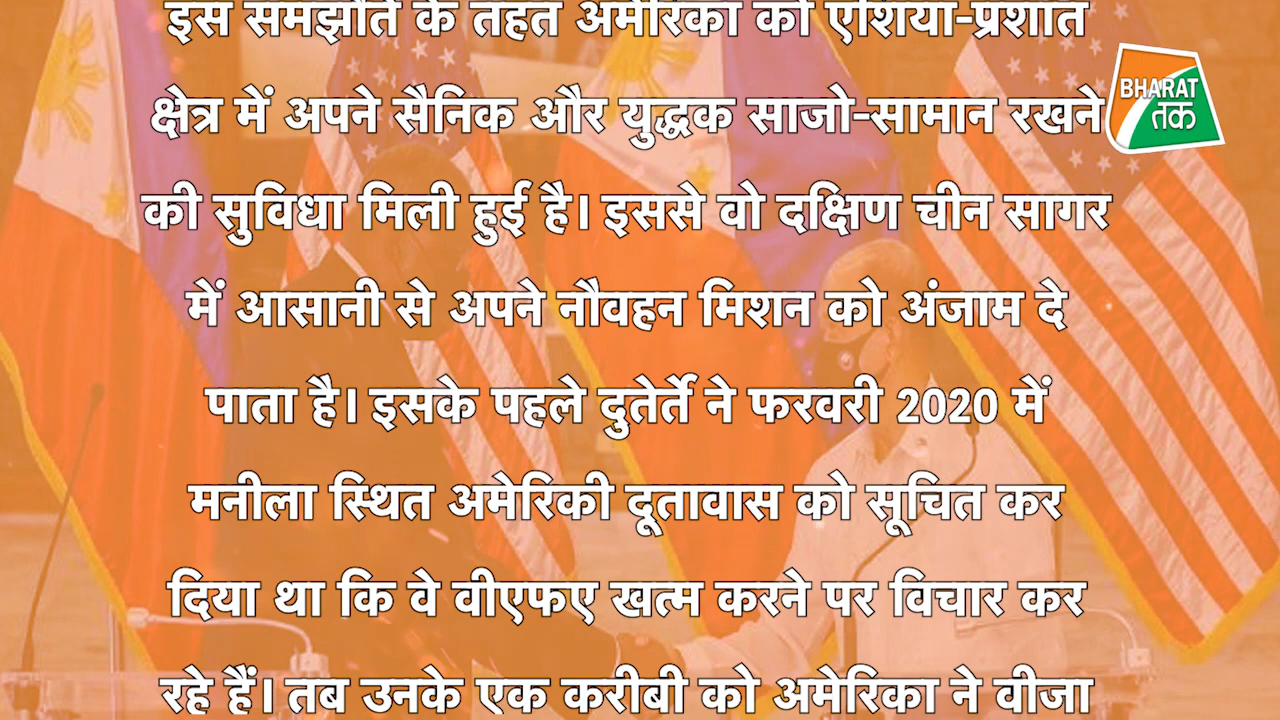 इस समझौते के तहत अमेरिका को एशिया-प्रशांत
क्षेत्र में अपने सैनिक और युद्धक साजो-सामान रखने
की सुविधा मिली हुई है। इससे वो दक्षिण चीन सागर
में आसानी से अपने नौवहन मिशन को अंजाम दे
पाता है। इसके पहले दुतेर्ते ने फरवरी 2020 में
मनीला स्थित अमेरिकी दूतावास को सूचित कर
दिया था कि वे वीएफए खत्म करने पर विचार कर
रहे हैं। तब उनके एक करीबी को अमेरिका ने वीजा
BHARAT
तक